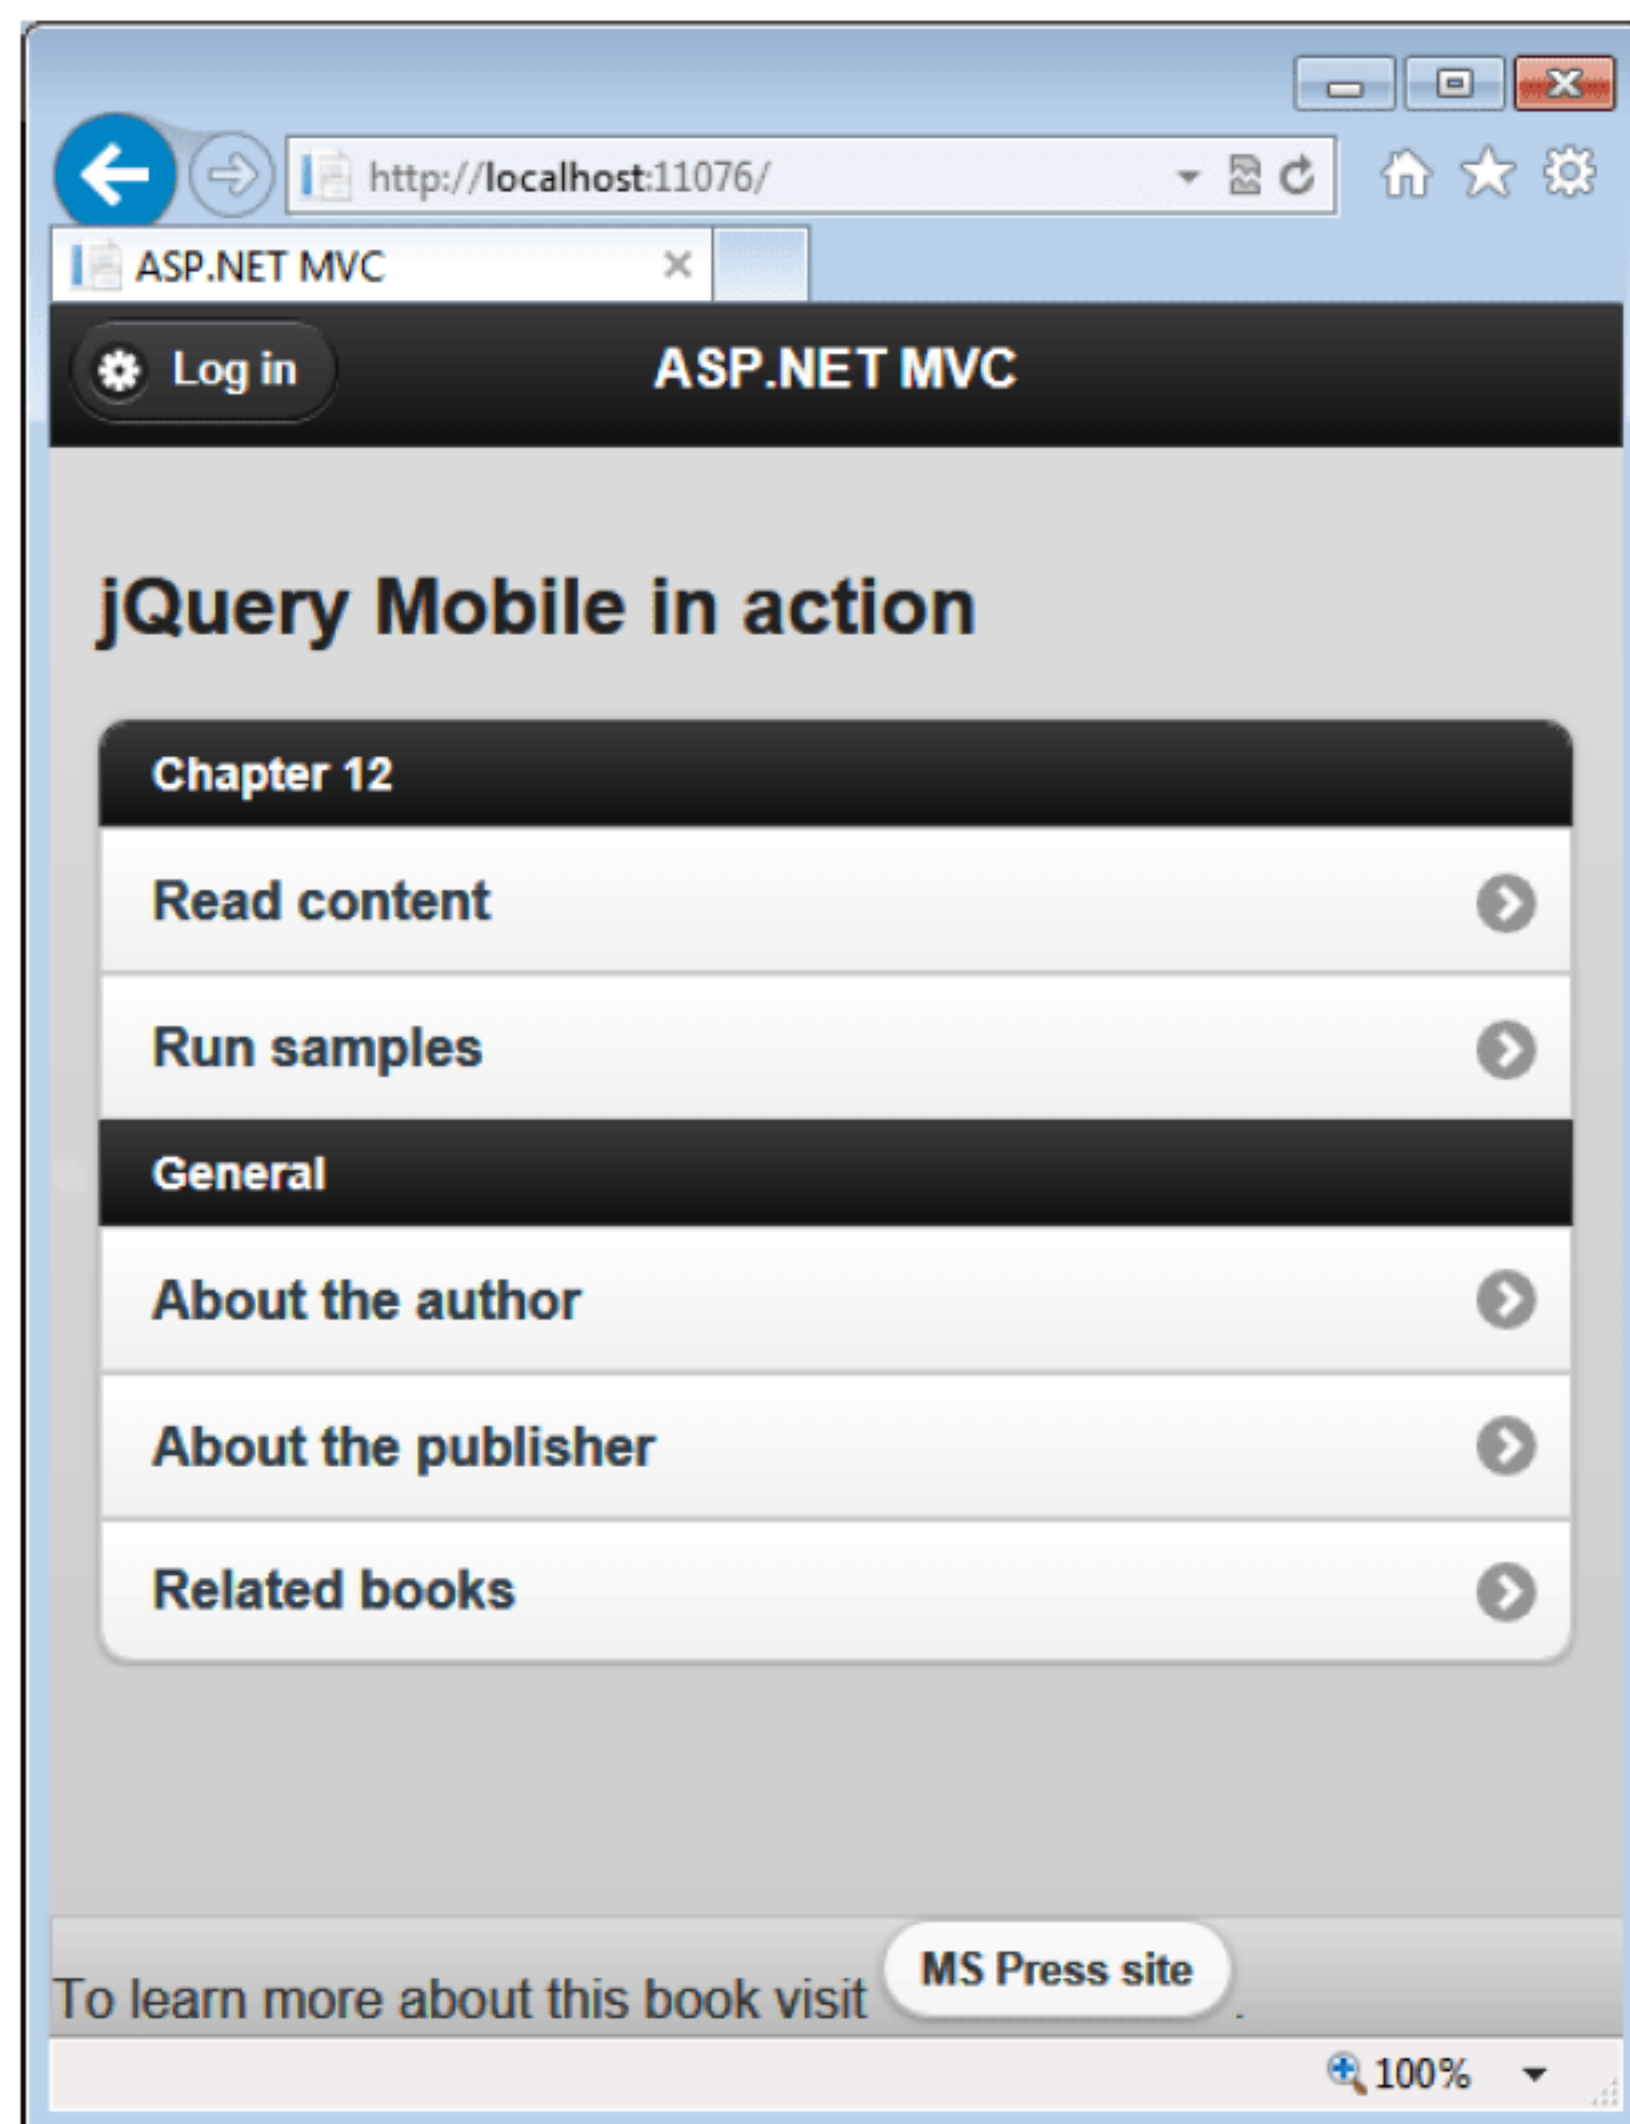 http://localhost:11076/
ASP.NET MVC
Log in
ASP.NET MVC
jQuery Mobile in action
Chapter 12
Read content
Run samples
General
About the author
About the publisher
Related books
To learn more about this book visit MS Press site .
100%